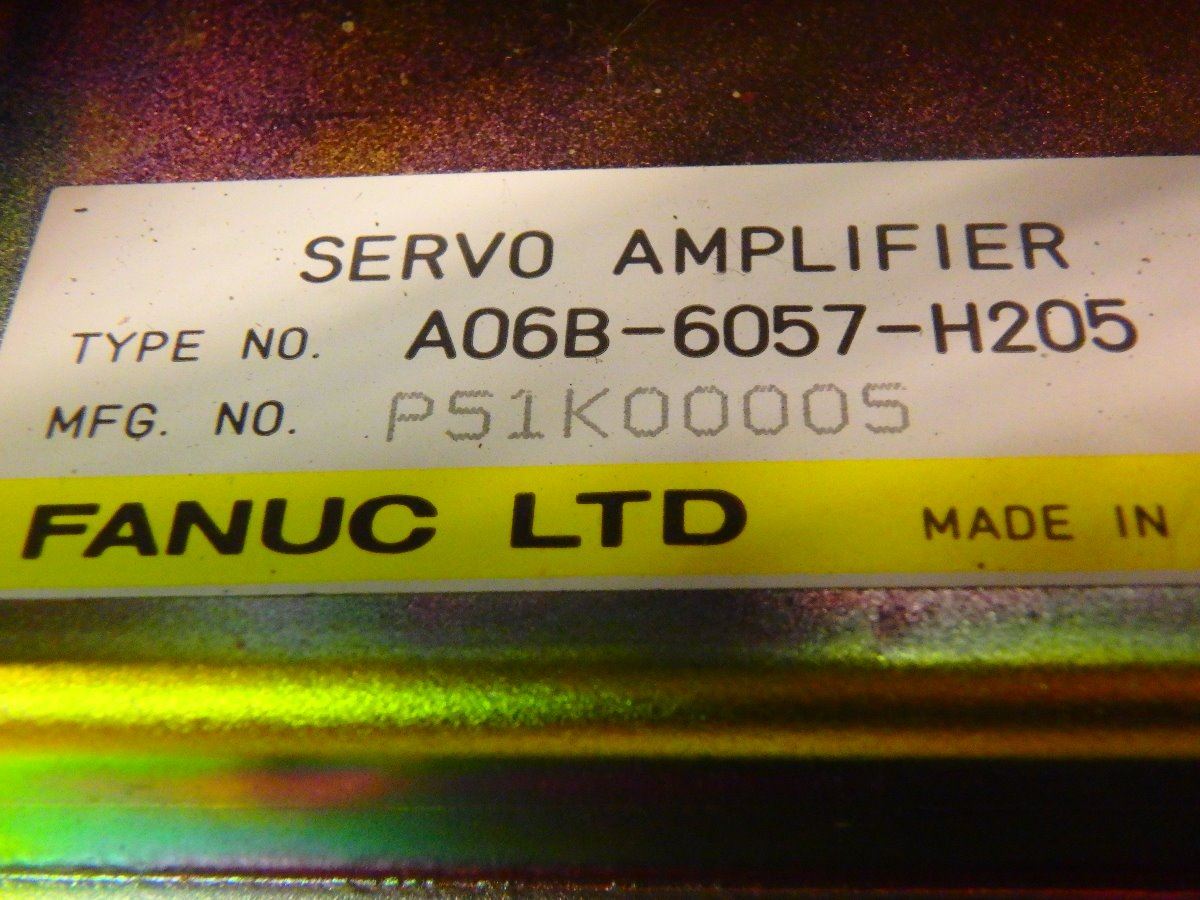 SERVO AMPLIFIER
TYPE NO. A06B-6057-H205
MFG. NO. P51K00005
FANUC LTD MADE IN